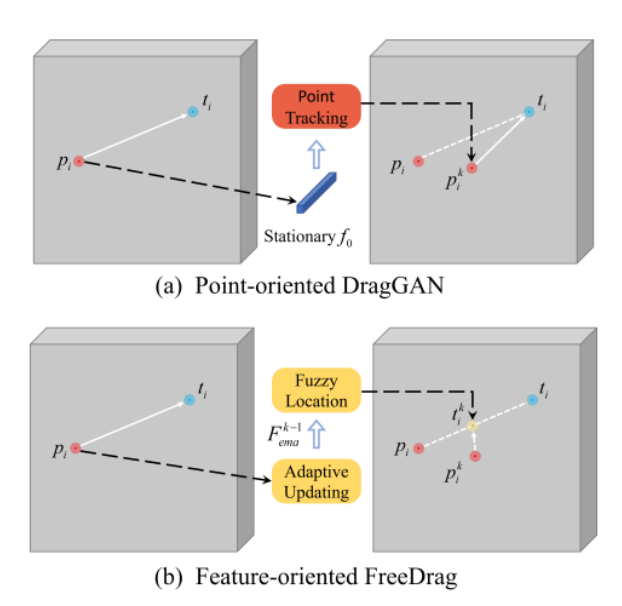 t_i
p_i
Point
Tracking
Stationary f_0
t_i
p_i
p_i^k
(a) Point-oriented DragGAN
t_i
p_i
Fuzzy
Location
F_{ema}^{k-1}
Adaptive
Updating
t_i
t_i^k
p_i
p_i^k
(b) Feature-oriented FreeDrag